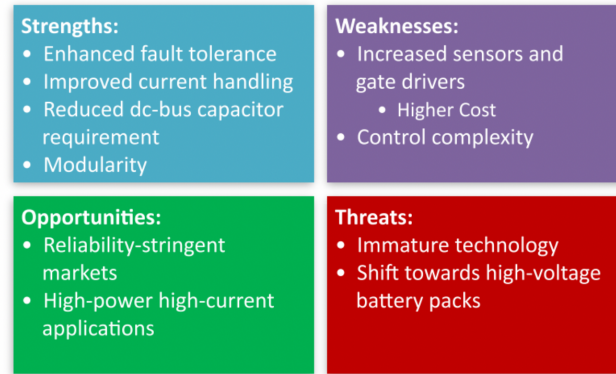 Strengths:
• Enhanced fault tolerance
• Improved current handling
• Reduced dc-bus capacitor
requirement
• Modularity
Weaknesses:
• Increased sensors and
gate drivers
• Higher Cost
• Control complexity
Opportunities:
• Reliability-stringent
markets
• High-power high-current
applications
Threats:
• Immature technology
• Shift towards high-voltage
battery packs